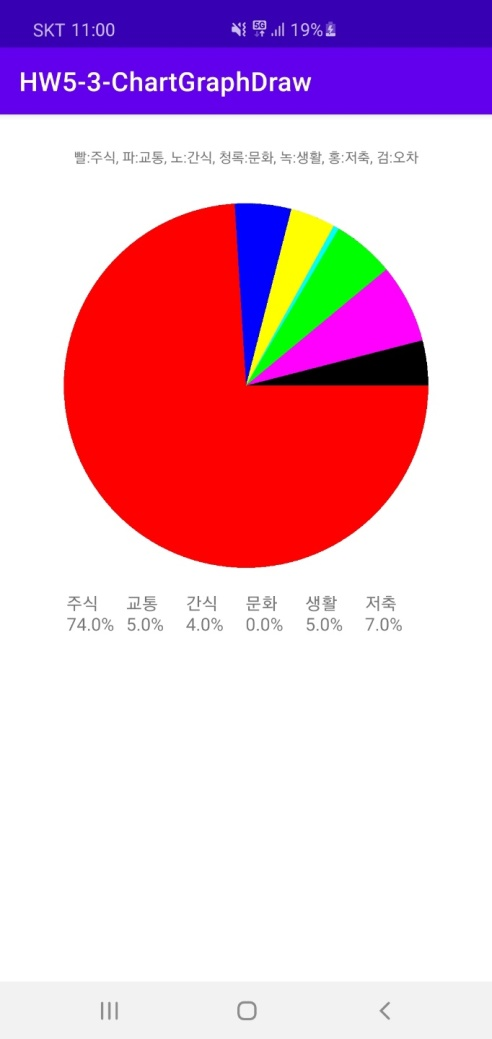 SKT 11:00 5G 19%
HW5-3-ChartGraphDraw
빨:주식, 파:교통, 노:간식, 청록:문화, 녹:생활, 홍:저축, 검:오차
주식 교통 간식 문화 생활 저축
74.0% 5.0% 4.0% 0.0% 5.0% 7.0%